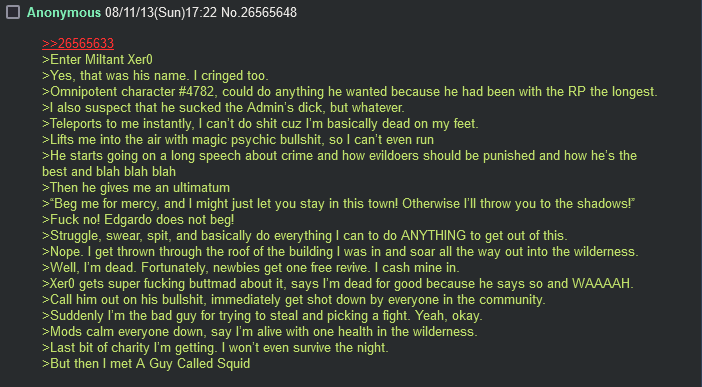 Anonymous 08/11/13(Sun)17:22 No.26565648
>>26565633
>Enter Miltant Xer0
>Yes, that was his name. I cringed too.
>Omnipotent character #4782, could do anything he wanted because he had been with the RP the longest.
>I also suspect that he sucked the Admin’s dick, but whatever.
>Teleports to me instantly, I can’t do shit cuz I’m basically dead on my feet.
>Lifts me into the air with magic psychic bullshit, so I can’t even run
>He starts going on a long speech about crime and how evildoers should be punished and how he’s the
best and blah blah blah
>Then he gives me an ultimatum
>“Beg me for mercy, and I might just let you stay in this town! Otherwise I’ll throw you to the shadows!”
>Fuck no! Edgardo does not beg!
>Struggle, swear, spit, and basically do everything I can to do ANYTHING to get out of this.
>Nope. I get thrown through the roof of the building I was in and soar all the way out into the wilderness.
>Well, I’m dead. Fortunately, newbies get one free revive. I cash mine in.
>Xer0 gets super fucking buttmad about it, says I’m dead for good because he says so and WAAAAH.
>Call him out on his bullshit, immediately get shot down by everyone in the community.
>Suddenly I’m the bad guy for trying to steal and picking a fight. Yeah, okay.
>Mods calm everyone down, say I’m alive with one health in the wilderness.
>Last bit of charity I’m getting. I won’t even survive the night.
>But then I met A Guy Called Squid